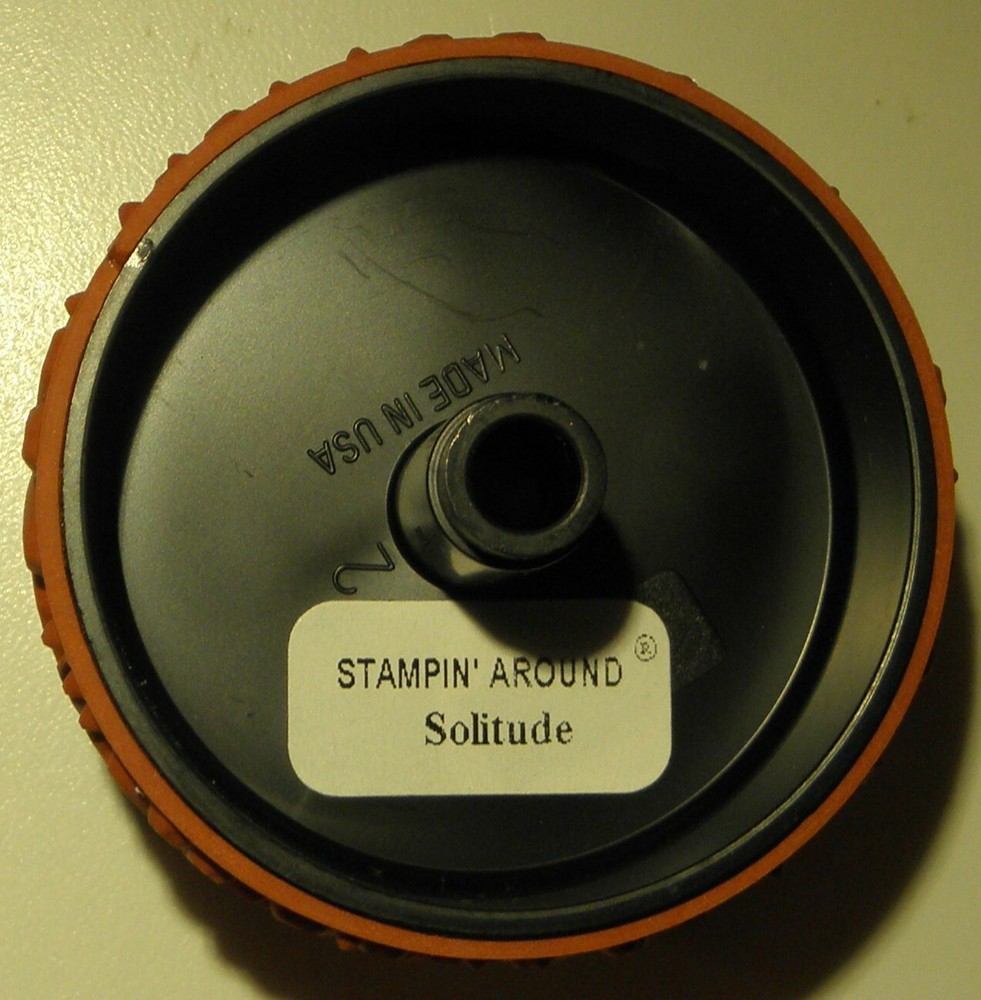 MADE IN USA
2
STAMPIN' AROUND®
Solitude